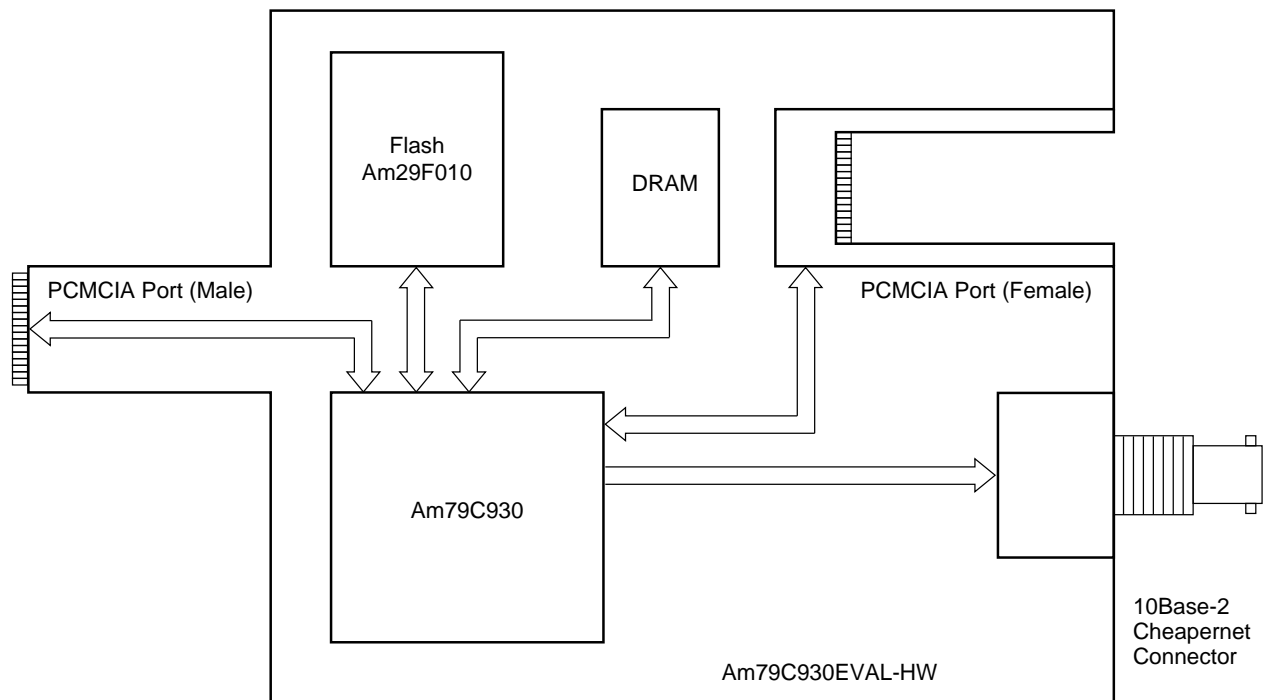 Flash
Am29F010
DRAM
PCMCIA Port (Male)
PCMCIA Port (Female)
Am79C930
10Base-2
Cheapernet
Connector
Am79C930EVAL-HW